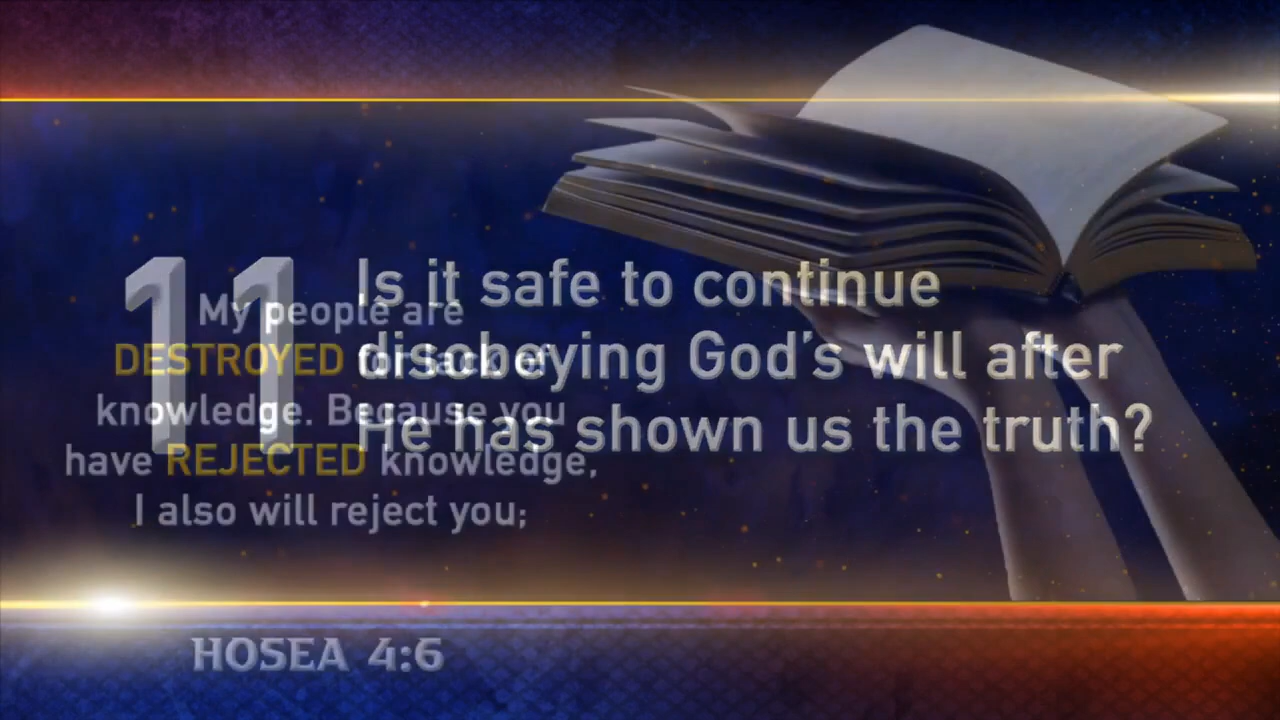 11
Is it safe to continue
disobeying God's will after
He has shown us the truth?
My people are
DESTROYED for lack of
knowledge. Because you
have REJECTED knowledge,
I also will reject you;
HOSEA 4:6